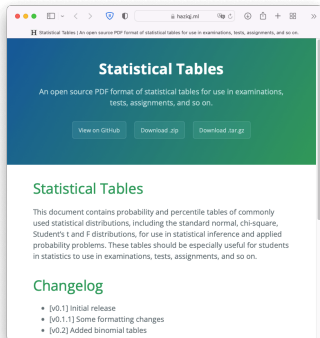 haziqj.ml
H Statistical Tables | An open source PDF format of statistical tables for use in examinations, tests, assignments, and so on.
Statistical Tables
An open source PDF format of statistical tables for use in examinations,
tests, assignments, and so on.
View on GitHub
Download .zip
Download .tar.gz
Statistical Tables
This document contains probability and percentile tables of commonly
used statistical distributions, including the standard normal, chi-square,
Student's t and F distributions, for use in statistical inference and applied
probability problems. These tables should be especially useful for students
in statistics to use in examinations, tests, assignments, and so on.
Changelog
• [v0.1] Initial release
• [v0.1.1] Some formatting changes
• [v0.2] Added binomial tables